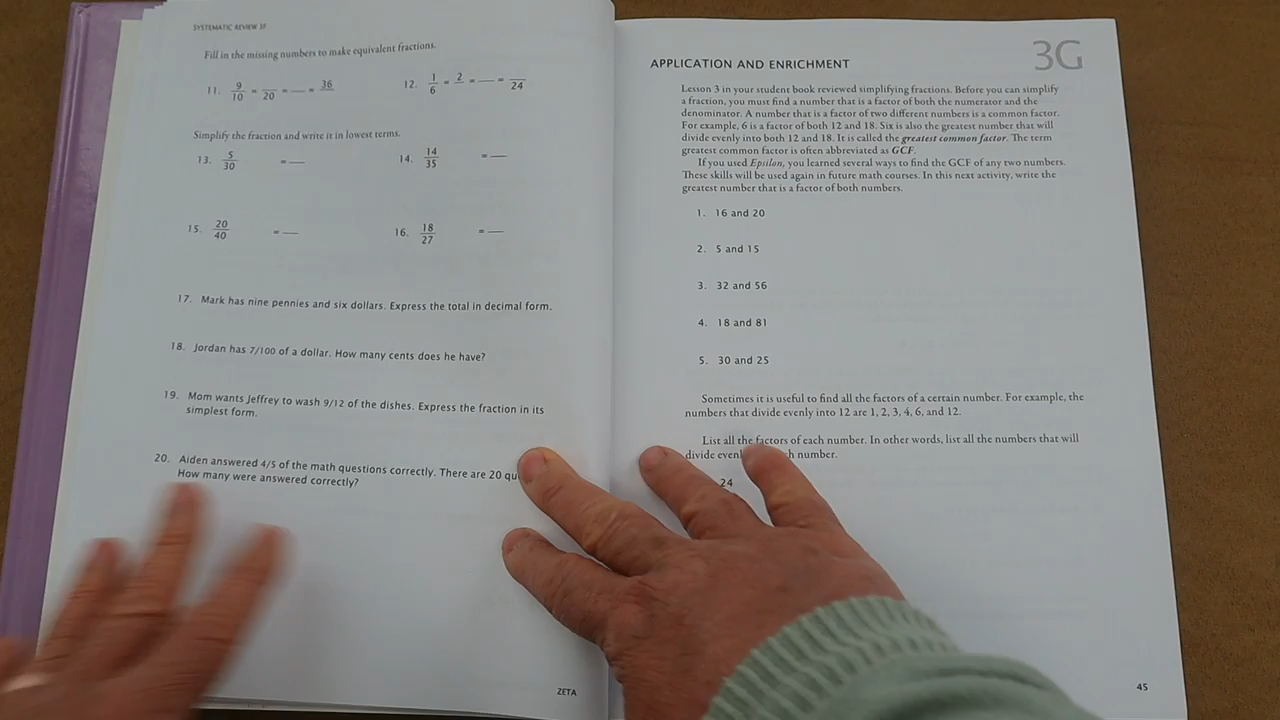 SYSTEMATIC REVIEW 3F
Fill in the missing numbers to make equivalent fractions.
11. 9/10 = __/20 = __ = 36/__
12. 1/6 = 2/__ = __ = __/24
Simplify the fraction and write it in lowest terms.
13. 5/30 = __
14. 14/35 = __
15. 20/40 = __
16. 18/27 = __
17. Mark has nine pennies and six dollars. Express the total in decimal form.
18. Jordan has 7/100 of a dollar. How many cents does he have?
19. Mom wants Jeffrey to wash 9/12 of the dishes. Express the fraction in its
simplest form.
20. Aiden answered 4/5 of the math questions correctly. There are 20
How many were answered correctly?
ZETA
3G
APPLICATION AND ENRICHMENT
Lesson 3 in your student book reviewed simplifying fractions. Before you can simplify
a fraction, you must find a number that is a factor of both the numerator and the
denominator. A number that is a factor of two different numbers is a common factor.
For example, 6 is a factor of both 12 and 18. Six is also the greatest number that will
divide evenly into both 12 and 18. It is called the greatest common factor. The term
greatest common factor is often abbreviated as GCF.
If you used Epsilon, you learned several ways to find the GCF of any two numbers.
These skills will be used again in future math courses. In this next activity, write the
greatest number that is a factor of both numbers.
1. 16 and 20
2. 5 and 15
3. 32 and 56
4. 18 and 81
5. 30 and 25
Sometimes it is useful to find all the factors of a certain number. For example, the
numbers that divide evenly into 12 are 1, 2, 3, 4, 6, and 12.
List all the factors of each number. In other words, list all the numbers that will
divide number.
24
45